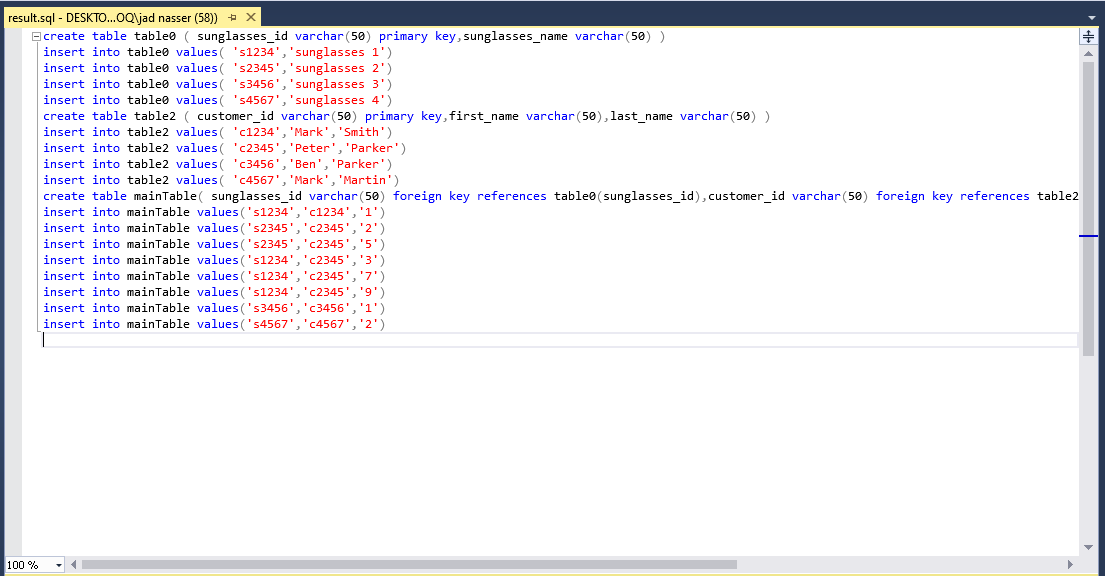 result.sql - DESKTO...OQ\jad nasser (58))
create table table0 ( sunglasses_id varchar(50) primary key,sunglasses_name varchar(50) )
insert into table0 values( 's1234','sunglasses 1')
insert into table0 values( 's2345','sunglasses 2')
insert into table0 values( 's3456','sunglasses 3')
insert into table0 values( 's4567','sunglasses 4')
create table table2 ( customer_id varchar(50) primary key,first_name varchar(50),last_name varchar(50) )
insert into table2 values( 'c1234','Mark','Smith')
insert into table2 values( 'c2345','Peter','Parker')
insert into table2 values( 'c3456','Ben','Parker')
insert into table2 values( 'c4567','Mark','Martin')
create table mainTable( sunglasses_id varchar(50) foreign key references table0(sunglasses_id),customer_id varchar(50) foreign key references table2
insert into mainTable values('s1234','c1234','1')
insert into mainTable values('s2345','c2345','2')
insert into mainTable values('s2345','c2345','5')
insert into mainTable values('s1234','c2345','3')
insert into mainTable values('s1234','c2345','7')
insert into mainTable values('s1234','c2345','9')
insert into mainTable values('s3456','c3456','1')
insert into mainTable values('s4567','c4567','2')
100 %